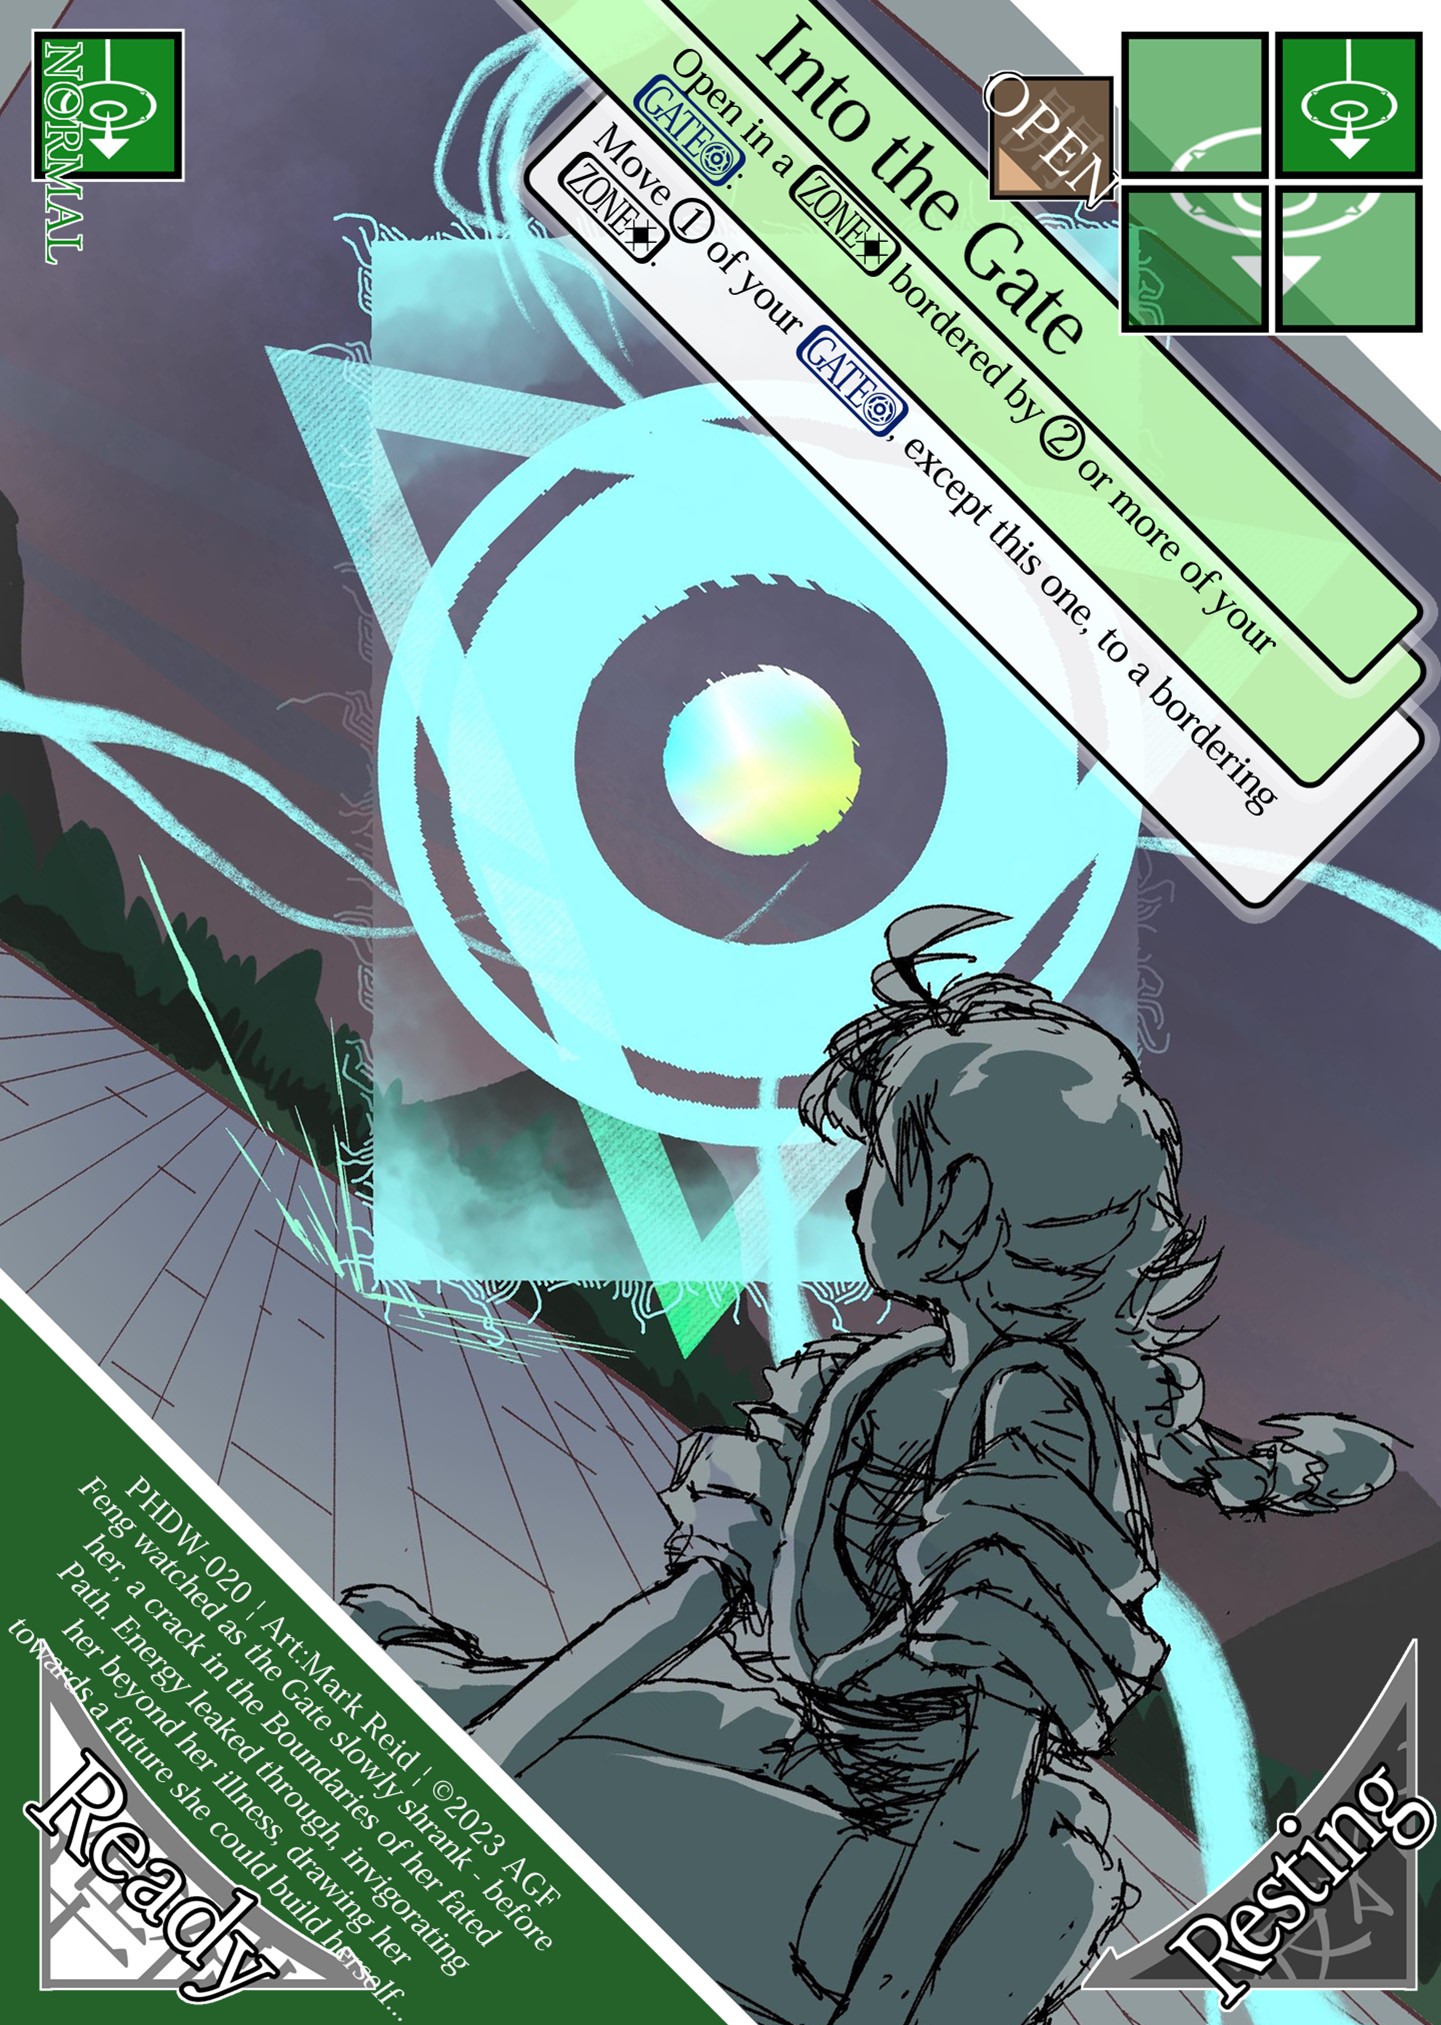 NORMAL
Into the Gate
OPEN
Open in a ZONE bordered by 2 or more of your
GATE:
Move 1 of your GATE, except this one, to a bordering
ZONE.
PHDW-020 ¦ Art:Mark Reid ¦ ©2023 AGF
Feng watched as the Gate slowly shrank - before
her, a crack in the Boundaries of her fated
Path. Energy leaked through, invigorating
her beyond her illness, drawing her
towards a future she could build herself...
Ready
Resting